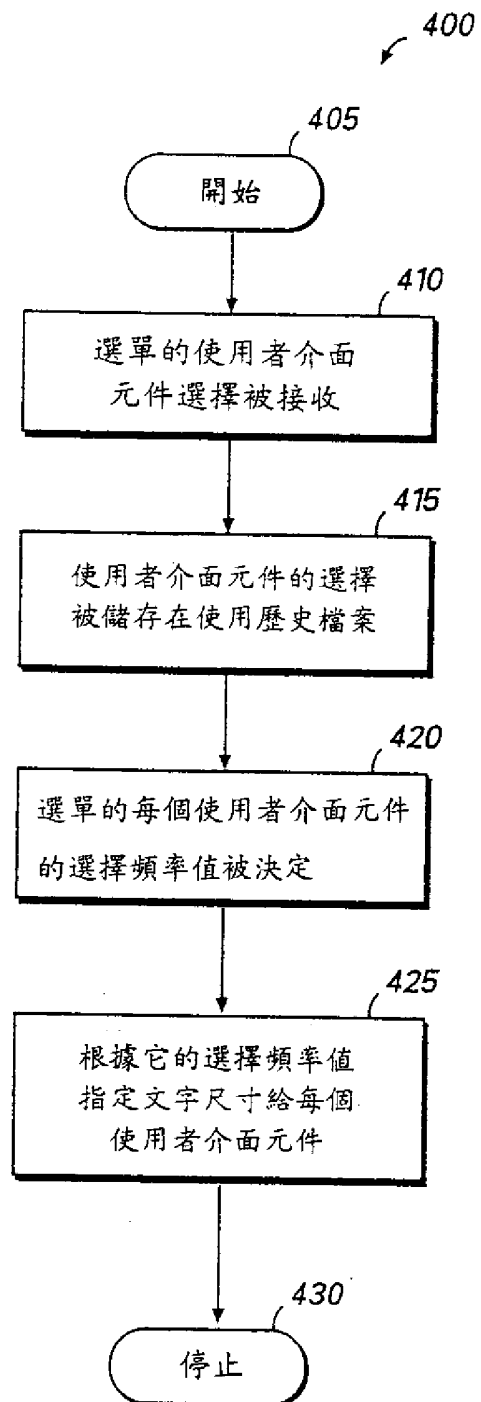 400
405
開始
410
選單的使用者介面
元件選擇被接收
415
使用者介面元件的選擇
被儲存在使用歷史檔案
420
選單的每個使用者介面元件
的選擇頻率值被決定
425
根據它的選擇頻率值
指定文字尺寸給每個
使用者介面元件
430
停止